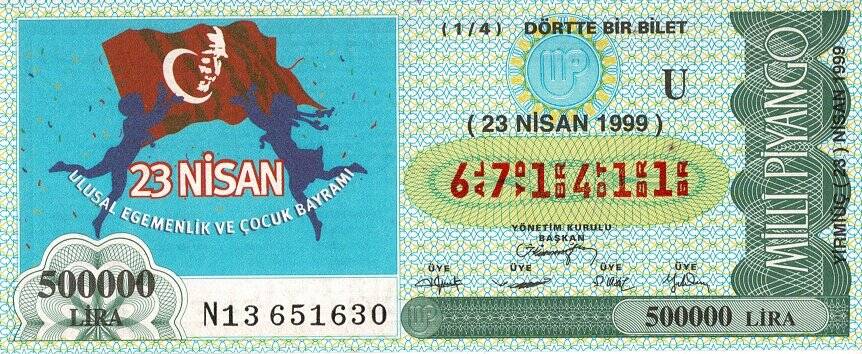 23 NİSAN
ULUSAL EGEMENLİK VE ÇOCUK BAYRAMI
500000
LİRA
N13 651630
(1/4) DÖRTTE BİR BİLET
U
( 23 NİSAN 1999 )
671411
YÖNETİM KURULU
BAŞKAN
ÜYE ÜYE ÜYE ÜYE
500000 LİRA
MİLLİ PİYANGO
YİRMİÜÇ ( 23 ) NİSAN 1999